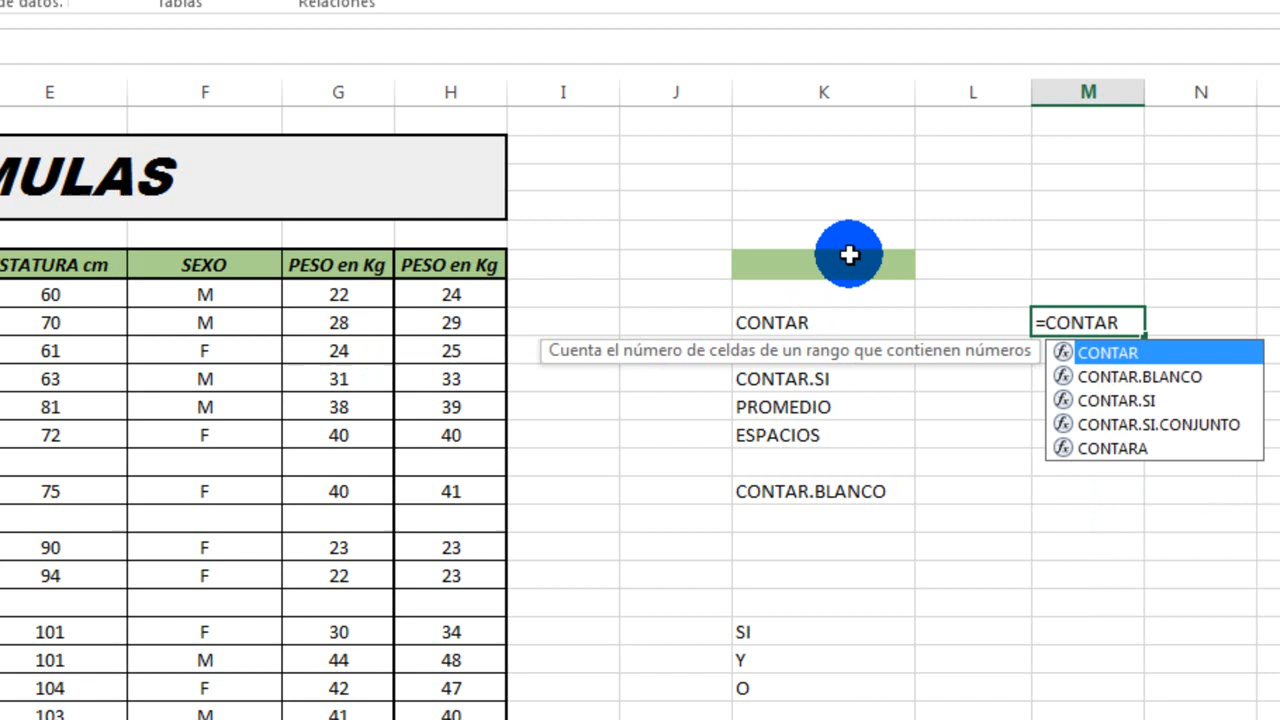 de datos. Tablas Relaciones
E F G H I J K L M N
MULAS
STATURA cm SEXO PESO en Kg PESO en Kg
60 M 22 24
70 M 28 29 CONTAR =CONTAR
61 F 24 25 Cuenta el número de celdas de un rango que contienen números CONTAR
CONTAR.BLANCO
63 M 31 33 CONTAR.SI CONTAR.SI
81 M 38 39 PROMEDIO CONTAR.SI.CONJUNTO
72 F 40 40 ESPACIOS CONTARA
75 F 40 41 CONTAR.BLANCO
90 F 23 23
94 F 22 23
101 F 30 34 SI
101 M 44 48 Y
104 F 42 47 O
103 M 41 40